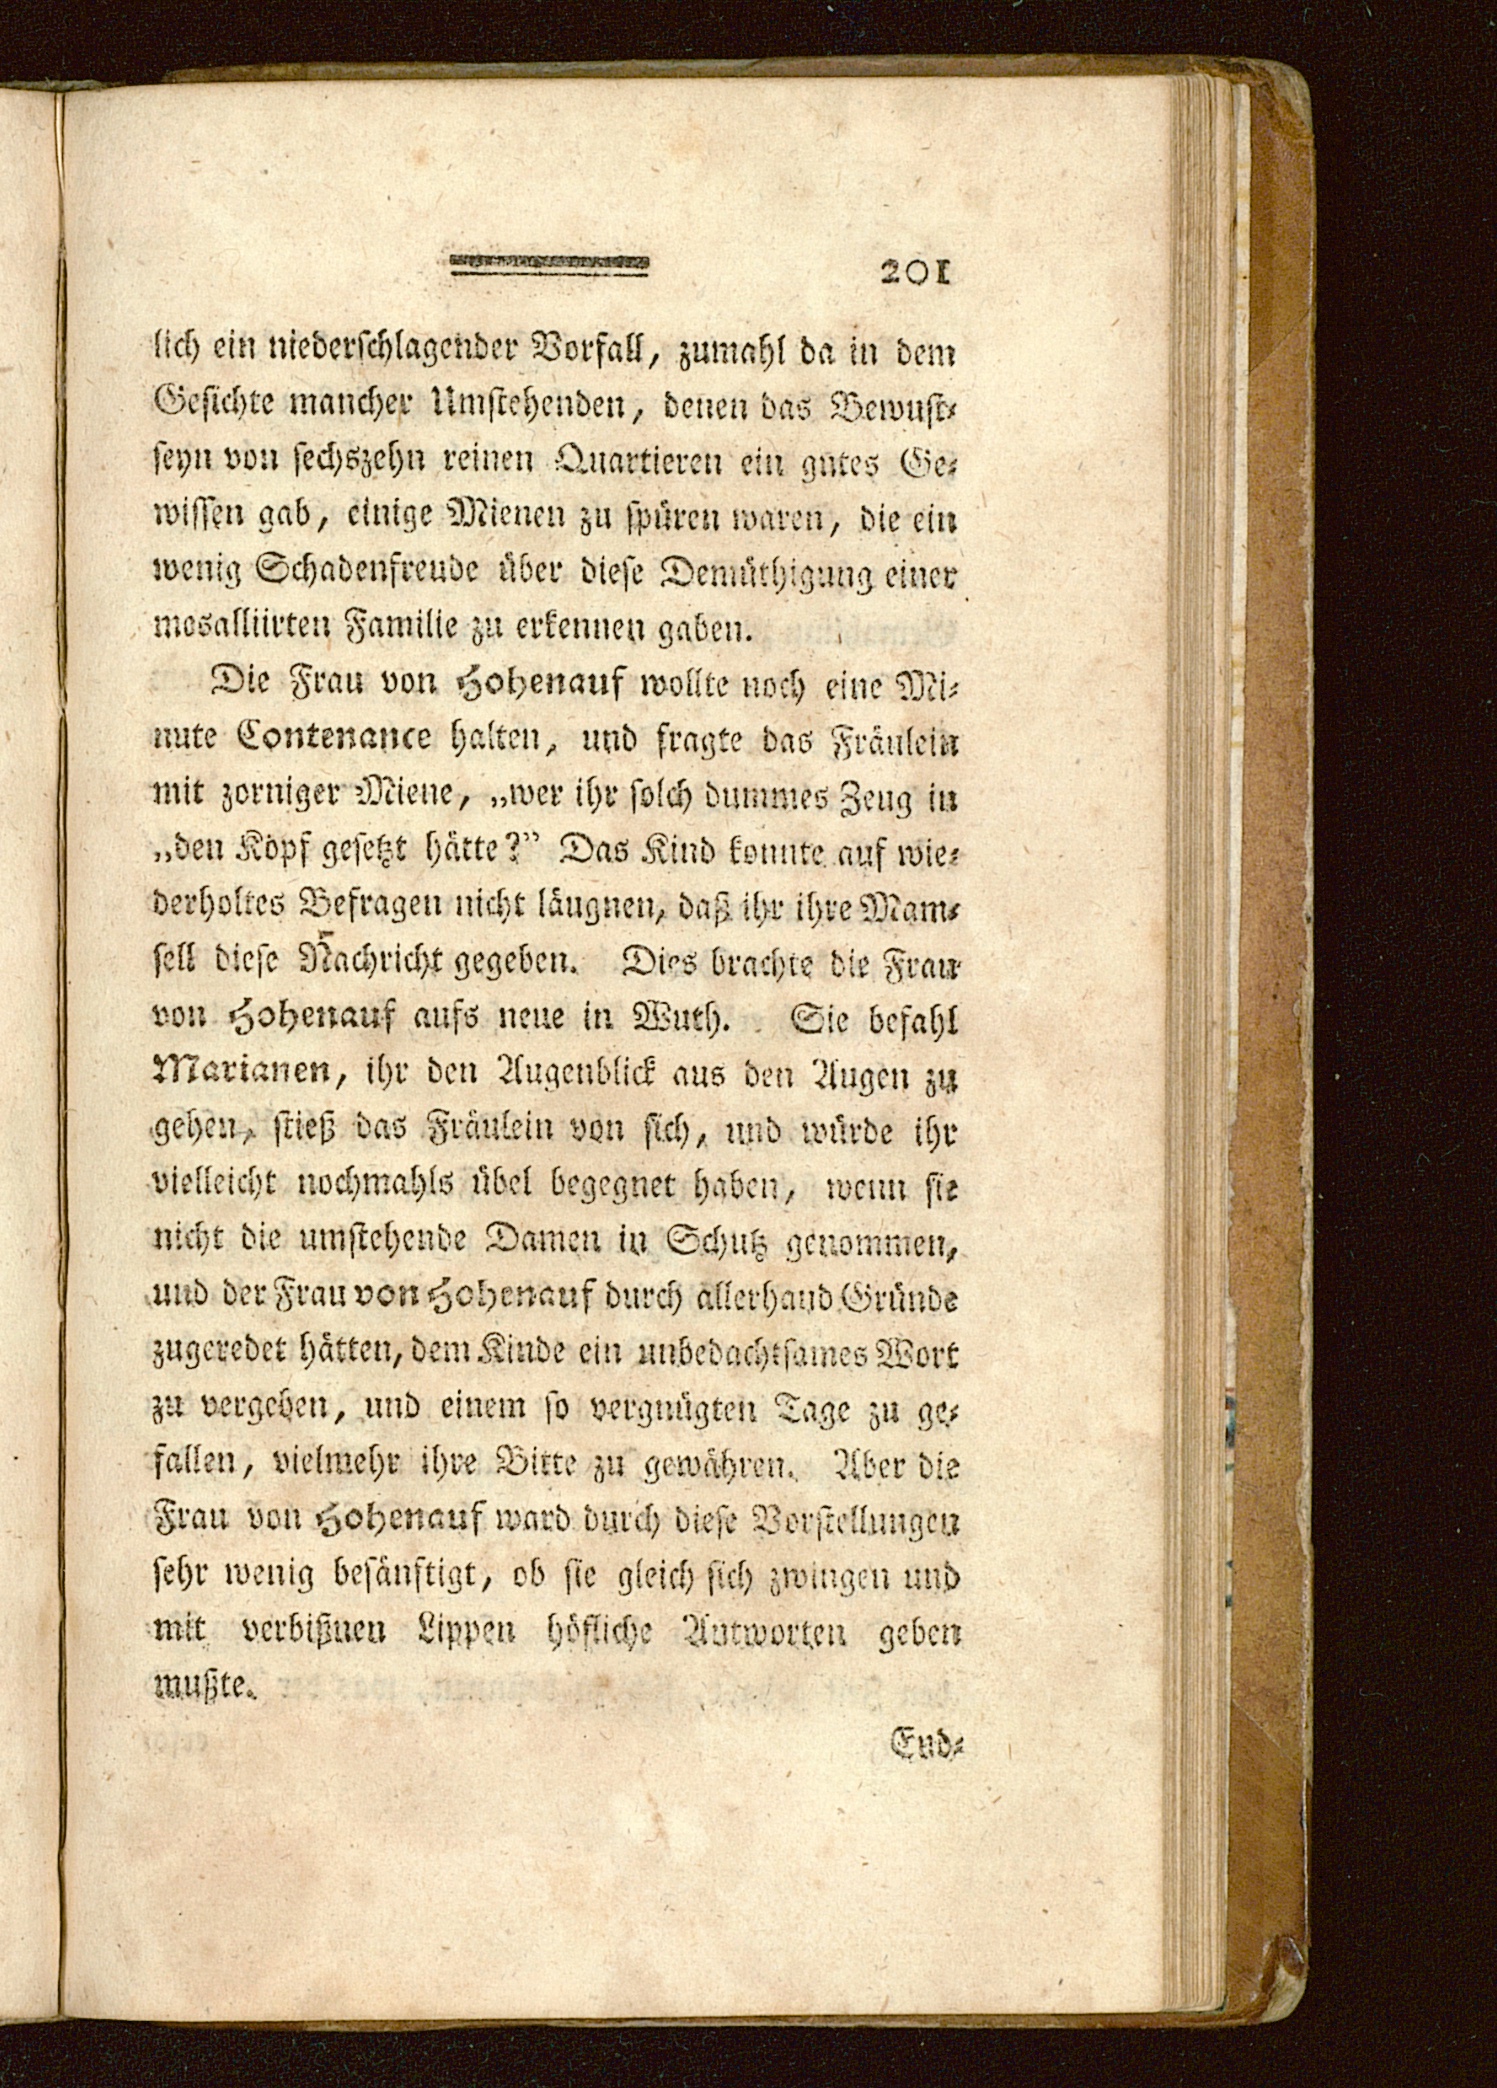 201
lich ein niederschlagender Vorfall, zumahl da in dem
Gesichte mancher Umstehenden, denen das Bewust-
seyn von sechszehn reinen Quartieren ein gutes Ge-
wissen gab, einige Mienen zu spüren waren, die ein
wenig Schadenfreude über diese Demüthigung einer
mesalliirten Familie zu erkennen gaben.
Die Frau von Hohenauf wollte noch eine Mi-
nute Contenance halten, und fragte das Fräulein
mit zorniger Miene, „wer ihr solch dummes Zeug in
„den Kopf gesetzt hätte?” Das Kind konnte auf wie-
derholtes Befragen nicht läugnen, daß ihr ihre Mam-
sell diese Nachricht gegeben. Dies brachte die Frau
von Hohenauf aufs neue in Wuth. Sie befahl
Marianen, ihr den Augenblick aus den Augen zu
gehen, stieß das Fräulein von sich, und würde ihr
vielleicht nochmahls übel begegnet haben, wenn sie
nicht die umstehende Damen in Schutz genommen,
und der Frau von Hohenauf durch allerhand Gründe
zugeredet hätten, dem Kinde ein unbedachtsames Wort
zu vergeben, und einem so vergnügten Tage zu ge-
fallen, vielmehr ihre Bitte zu gewähren. Aber die
Frau von Hohenauf ward durch diese Vorstellungen
sehr wenig besänftigt, ob sie gleich sich zwingen und
mit verbißnen Lippen höfliche Antworten geben
mußte.
End-